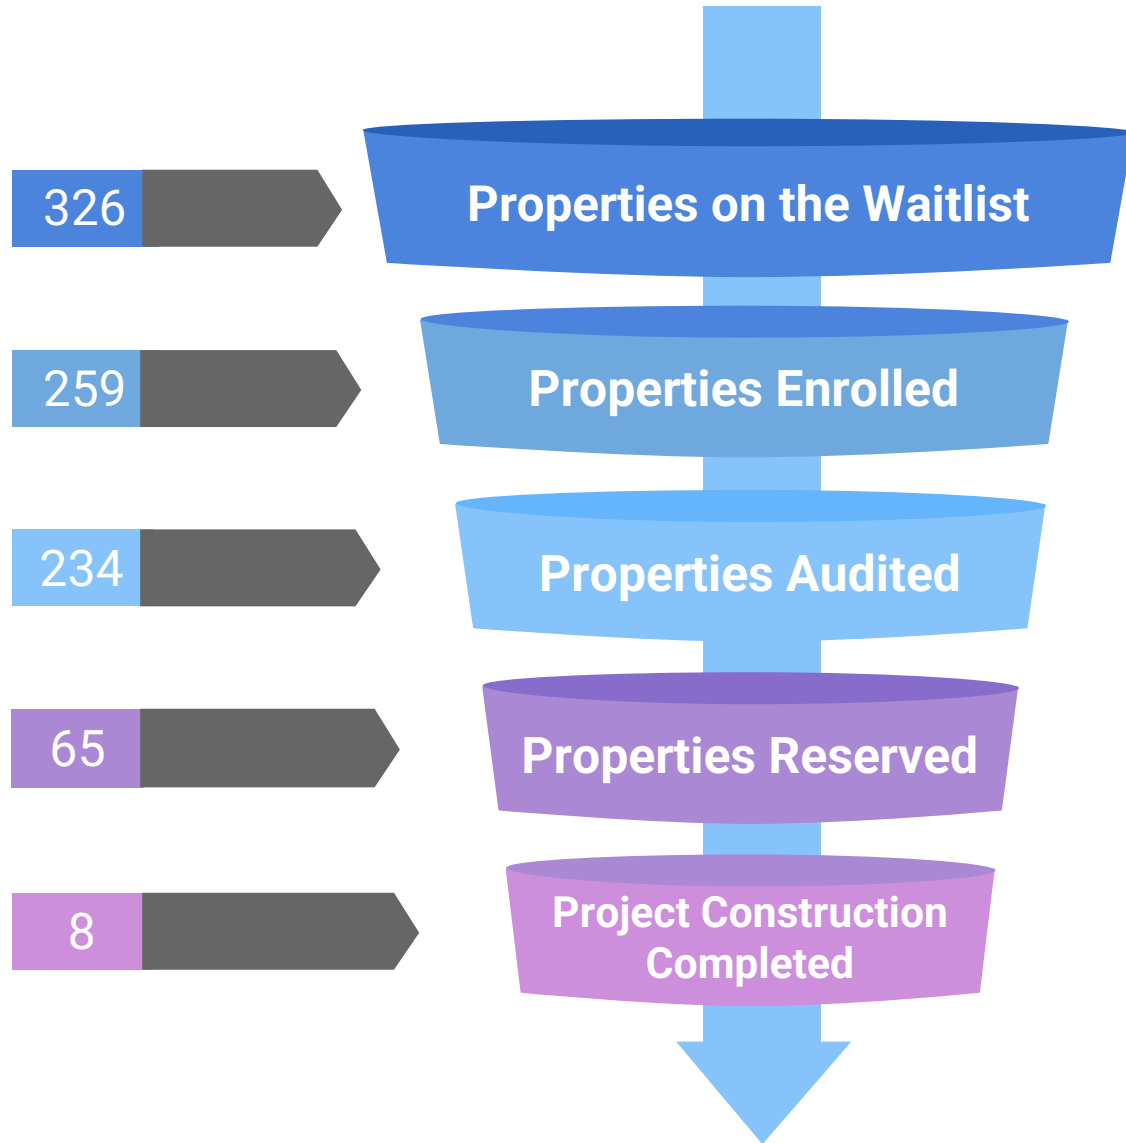 326
Properties on the Waitlist
259
Properties Enrolled
234
Properties Audited
65
Properties Reserved
8
Project Construction
Completed